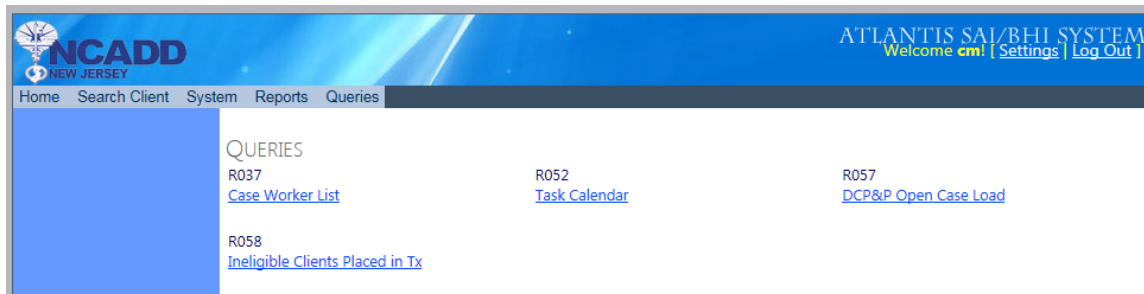 NCADD
NEW JERSEY
ATLANTIS SAI/BHI SYSTEM
Welcome cm! [ Settings | Log Out ]
Home Search Client System Reports Queries
QUERIES
R037 R052 R057
Case Worker List Task Calendar DCP&P Open Case Load
R058
Ineligible Clients Placed in Tx